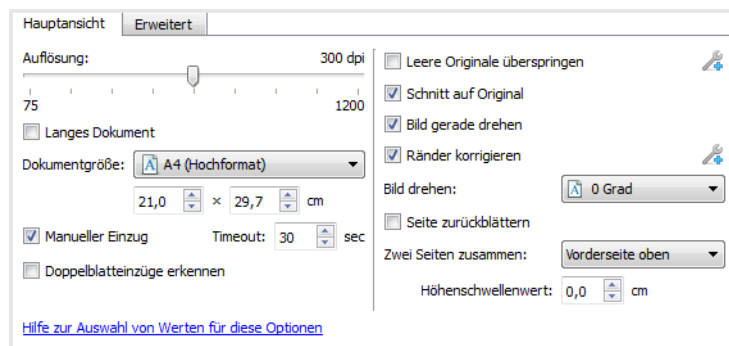 Hauptansicht Erweitert
Auflösung: 300 dpi
75 1200
Langes Dokument
Dokumentgröße: A4 (Hochformat)
21,0 × 29,7 cm
Manueller Einzug Timeout: 30 sec
Doppelblatteinzüge erkennen
Hilfe zur Auswahl von Werten für diese Optionen
Leere Originale überspringen
Schnitt auf Original
Bild gerade drehen
Ränder korrigieren
Bild drehen: 0 Grad
Seite zurückblättern
Zwei Seiten zusammen: Vorderseite oben
Höhenschwellenwert: 0,0 cm